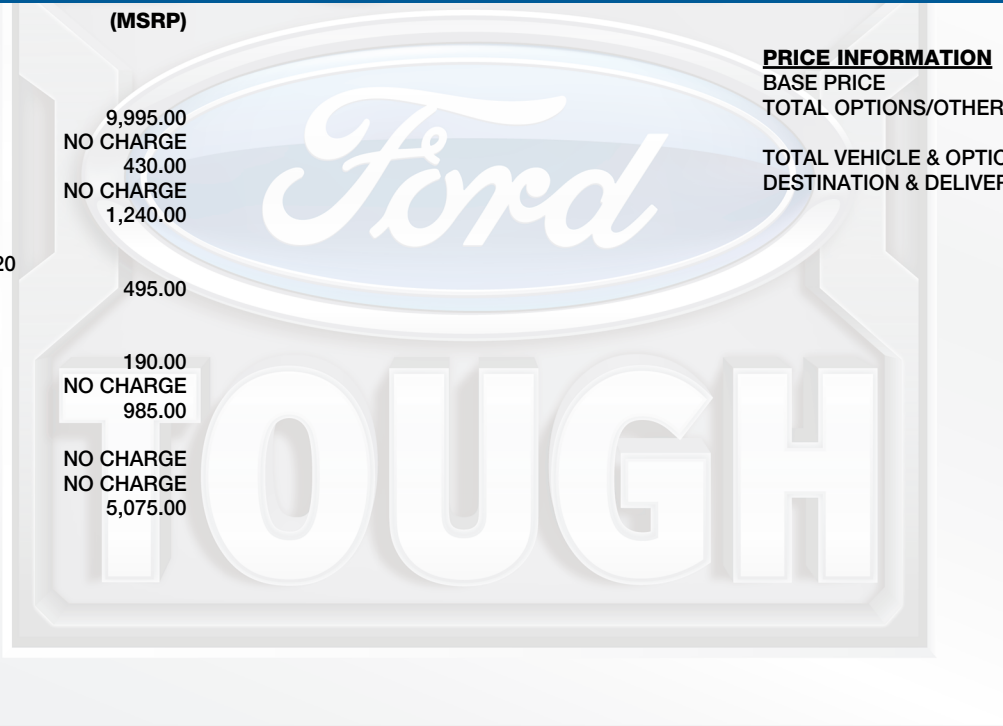 (MSRP)
9,995.00
NO CHARGE
430.00
NO CHARGE
1,240.00
20
495.00
190.00
NO CHARGE
985.00
NO CHARGE
NO CHARGE
5,075.00
PRICE INFORMATION
BASE PRICE
TOTAL OPTIONS/OTHER
TOTAL VEHICLE & OPTIO
DESTINATION & DELIVER
Ford
TOUGH